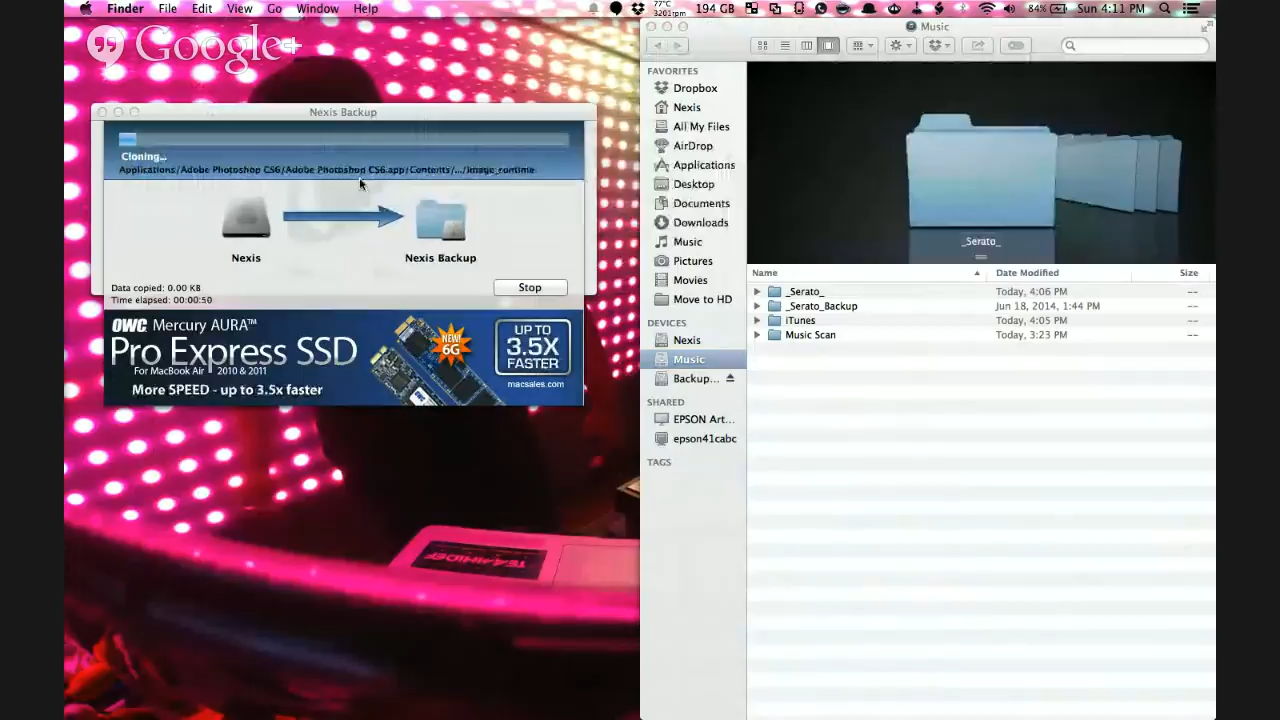 Finder File Edit View Go Window Help
77°C
3201rpm
194 GB
84%
Sun 4:11 PM
Google+
Nexis Backup
Cloning...
Applications/Adobe Photoshop CS6/Adobe Photoshop CS6.app/Contents/.../image_runtime
Nexis
Nexis Backup
Data copied: 0.00 KB
Time elapsed: 00:00:50
Stop
OWC Mercury AURA™
Pro Express SSD
For MacBook Air 2010 & 2011
More SPEED - up to 3.5x faster
NEW!
6G
UP TO
3.5X
FASTER
macsales.com
Music
FAVORITES
Dropbox
Nexis
All My Files
AirDrop
Applications
Desktop
Documents
Downloads
Music
Pictures
Movies
Move to HD
DEVICES
Nexis
Music
Backup...
SHARED
EPSON Art...
epson41cabc
TAGS
_Serato_
Name Date Modified Size
_Serato_ Today, 4:06 PM --
_Serato_Backup Jun 18, 2014, 1:44 PM --
iTunes Today, 4:05 PM --
Music Scan Today, 3:23 PM --